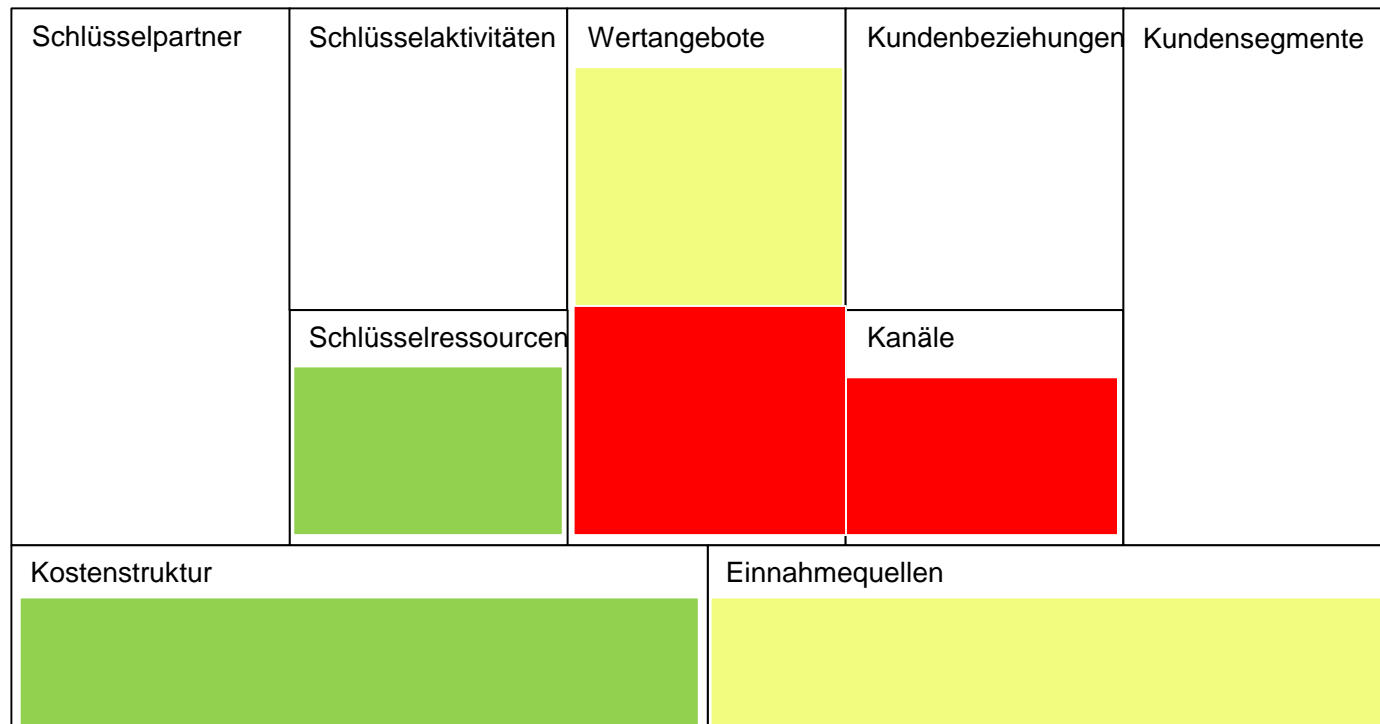 Schlüsselpartner
Schlüsselaktivitäten
Wertangebote
Kundenbeziehungen
Kundensegmente
Schlüsselressourcen
Kanäle
Kostenstruktur
Einnahmequellen